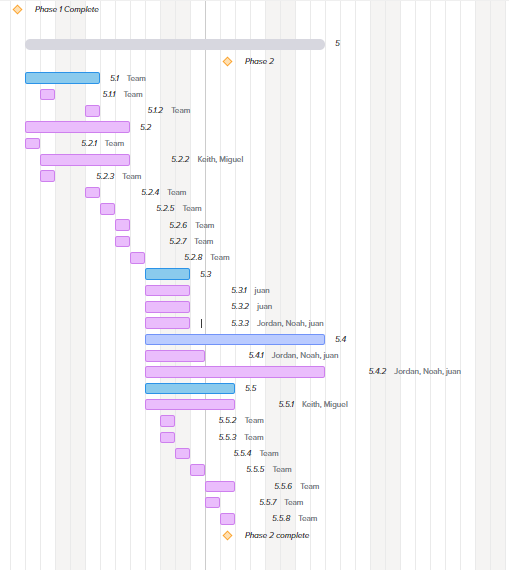 Phase 1 Complete
5
Phase 2
5.1 Team
5.1.1 Team
5.1.2 Team
5.2
5.2.1 Team
5.2.2 Keith, Miguel
5.2.3 Team
5.2.4 Team
5.2.5 Team
5.2.6 Team
5.2.7 Team
5.2.8 Team
5.3
5.3.1 juan
5.3.2 juan
5.3.3 Jordan, Noah, juan
5.4
5.4.1 Jordan, Noah, juan
5.4.2 Jordan, Noah, juan
5.5
5.5.1 Keith, Miguel
5.5.2 Team
5.5.3 Team
5.5.4 Team
5.5.5 Team
5.5.6 Team
5.5.7 Team
5.5.8 Team
Phase 2 complete